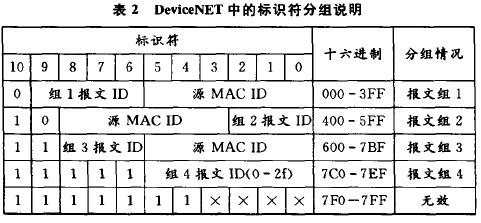 表 2 DeviceNET 中的标识符分组说明
标识符 十六进制 分组情况
10 9 8 7 6 5 4 3 2 1 0
0 组 1 报文 ID 源 MAC ID 000 - 3FF 报文组 1
1 0 源 MAC ID 组 2 报文 ID 400 - 5FF 报文组 2
1 1 组 3 报文 ID 源 MAC ID 600 - 7BF 报文组 3
1 1 1 1 1 组 4 报文 ID(0 - 2f) 7C0 - 7EF 报文组 4
1 1 1 1 1 1 1 × × × × 7F0 - 7FF 无效